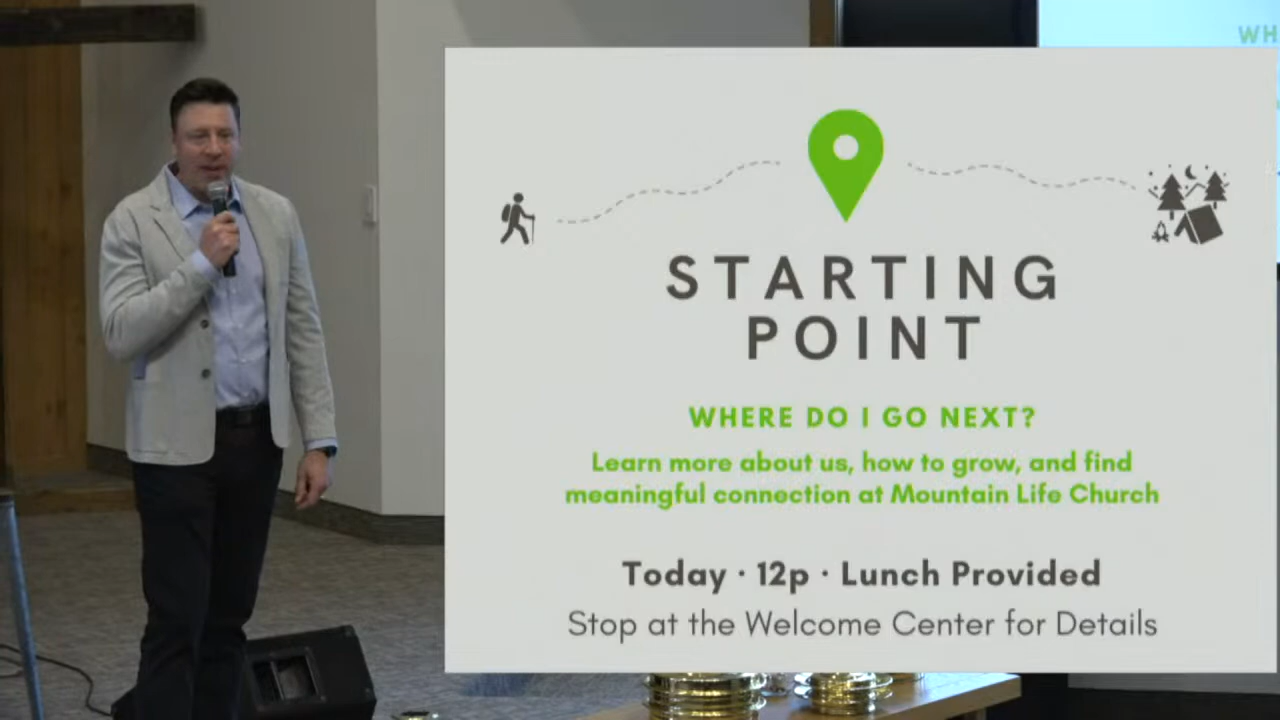 WH
STARTING
POINT
WHERE DO I GO NEXT?
Learn more about us, how to grow, and find
meaningful connection at Mountain Life Church
Today · 12p · Lunch Provided
Stop at the Welcome Center for Details